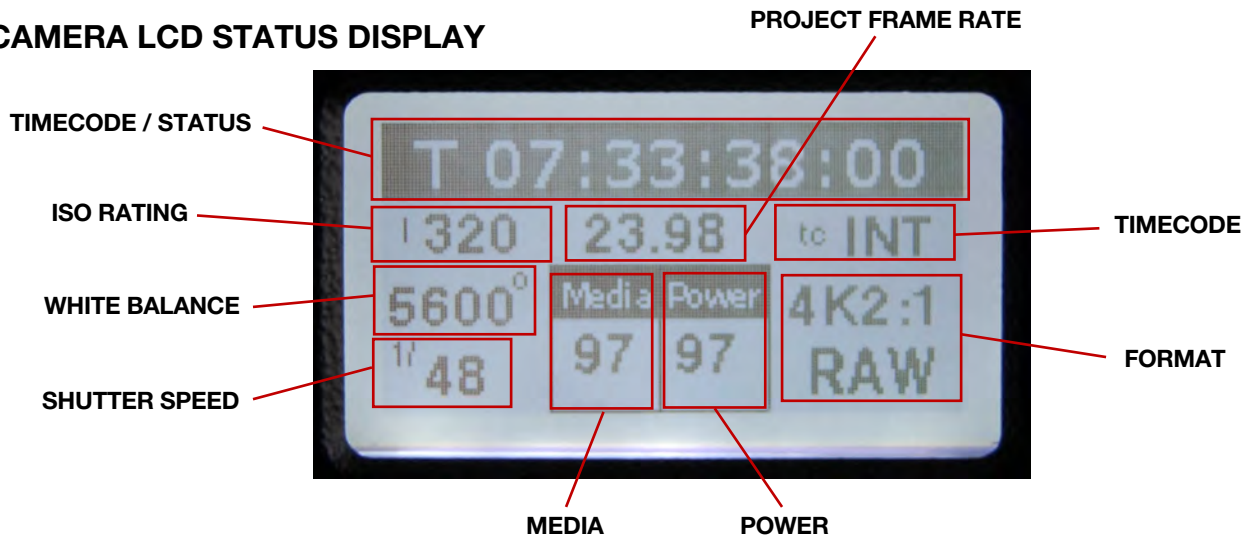 PROJECT FRAME RATE
CAMERA LCD STATUS DISPLAY
TIMECODE / STATUS
T 07:33:38:00
ISO RATING
I 320
23.98
tc INT
TIMECODE
WHITE BALANCE
5600°
Media
Power
4K2:1
97
97
RAW
FORMAT
1/48
SHUTTER SPEED
MEDIA
POWER